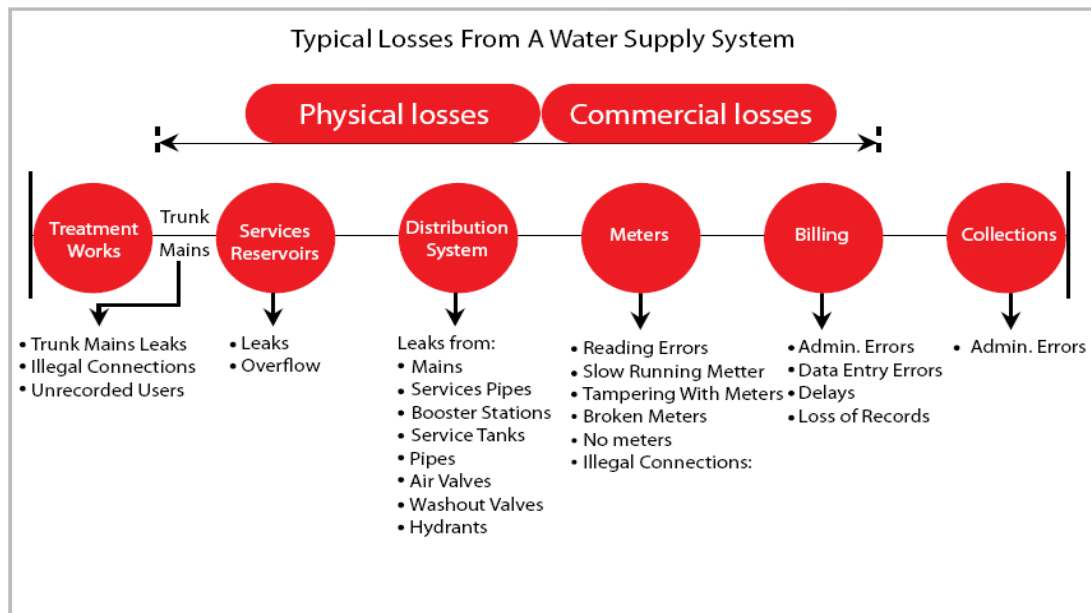 Typical Losses From A Water Supply System
Physical losses
Commercial losses
Treatment
Works
Trunk
Mains
Services
Reservoirs
Distribution
System
Meters
Billing
Collections
• Trunk Mains Leaks
• Illegal Connections
• Unrecorded Users
• Leaks
• Overflow
Leaks from:
• Mains
• Services Pipes
• Booster Stations
• Service Tanks
• Pipes
• Air Valves
• Washout Valves
• Hydrants
• Reading Errors
• Slow Running Metter
• Tampering With Meters
• Broken Meters
• No meters
• Illegal Connections:
• Admin. Errors
• Data Entry Errors
• Delays
• Loss of Records
• Admin. Errors